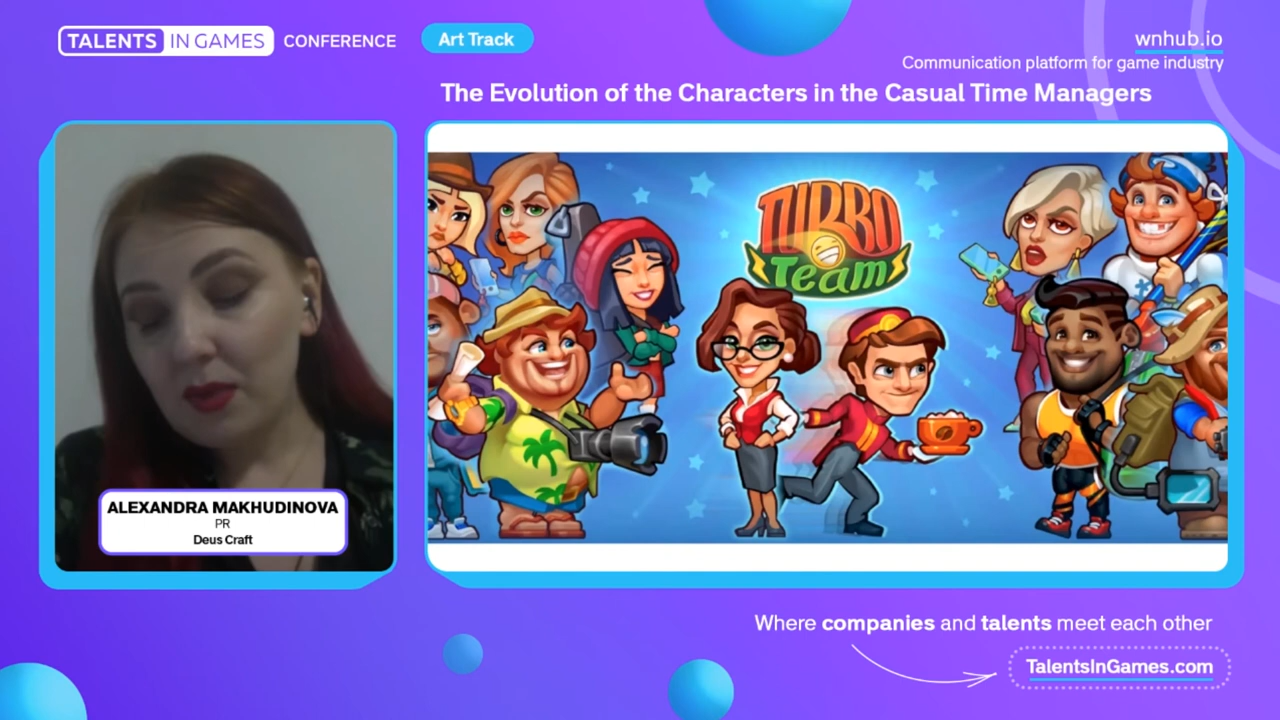 TALENTS IN GAMES CONFERENCE
Art Track
wnhub.io
Communication platform for game industry
The Evolution of the Characters in the Casual Time Managers
TURBO
Team
ALEXANDRA MAKHUDINOVA
PR
Deus Craft
Where companies and talents meet each other
TalentsInGames.com